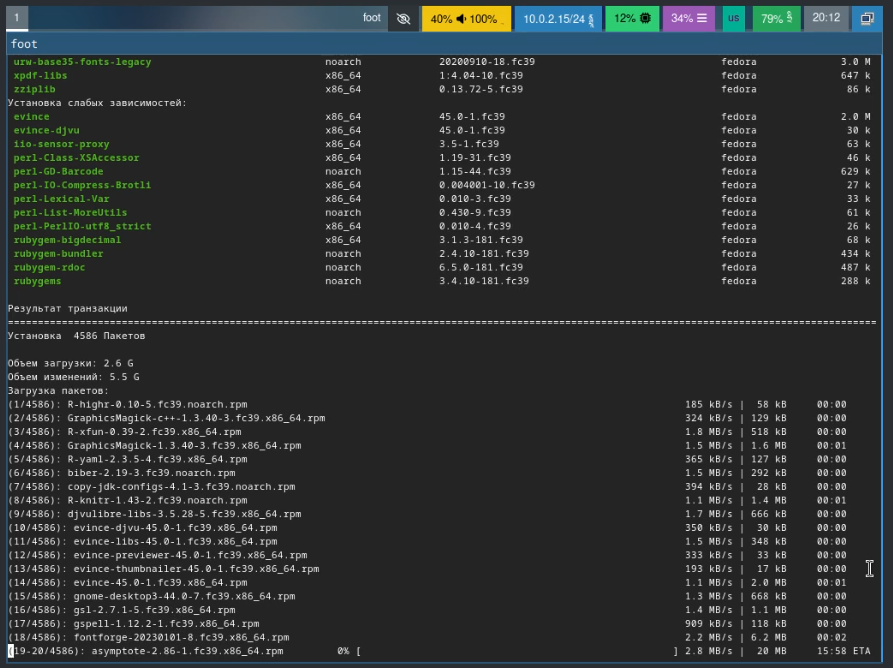 1 foot 40% 100% 10.0.2.15/24 12% 34% us 79% 20:12
foot
urw-base35-fonts-legacy noarch 20200910-18.fc39 fedora 3.0 M
xpdf-libs x86_64 1:4.04-10.fc39 fedora 647 k
zziplib x86_64 0.13.72-5.fc39 fedora 86 k
Установка слабых зависимостей:
evince x86_64 45.0-1.fc39 fedora 2.0 M
evince-djvu x86_64 45.0-1.fc39 fedora 30 k
iio-sensor-proxy x86_64 3.5-1.fc39 fedora 63 k
perl-Class-XSAccessor x86_64 1.19-31.fc39 fedora 46 k
perl-GD-Barcode noarch 1.15-44.fc39 fedora 629 k
perl-IO-Compress-Brotli x86_64 0.004001-10.fc39 fedora 27 k
perl-Lexical-Var x86_64 0.010-3.fc39 fedora 33 k
perl-List-MoreUtils noarch 0.430-9.fc39 fedora 61 k
perl-PerlIO-utf8_strict x86_64 0.010-4.fc39 fedora 26 k
rubygem-bigdecimal x86_64 3.1.3-181.fc39 fedora 68 k
rubygem-bundler noarch 2.4.10-181.fc39 fedora 434 k
rubygem-rdoc noarch 6.5.0-181.fc39 fedora 487 k
rubygems noarch 3.4.10-181.fc39 fedora 288 k
Результат транзакции
================================================================================
Установка 4586 Пакетов
Объем загрузки: 2.6 G
Объем изменений: 5.5 G
Загрузка пакетов:
(1/4586): R-highr-0.10-5.fc39.noarch.rpm 185 kB/s | 58 kB 00:00
(2/4586): GraphicsMagick-c++-1.3.40-3.fc39.x86_64.rpm 324 kB/s | 129 kB 00:00
(3/4586): R-xfun-0.39-2.fc39.x86_64.rpm 1.8 MB/s | 518 kB 00:00
(4/4586): GraphicsMagick-1.3.40-3.fc39.x86_64.rpm 1.5 MB/s | 1.6 MB 00:01
(5/4586): R-yaml-2.3.5-4.fc39.x86_64.rpm 365 kB/s | 127 kB 00:00
(6/4586): biber-2.19-3.fc39.noarch.rpm 1.5 MB/s | 292 kB 00:00
(7/4586): copy-jdk-configs-4.1-3.fc39.noarch.rpm 394 kB/s | 28 kB 00:00
(8/4586): R-knitr-1.43-2.fc39.noarch.rpm 1.1 MB/s | 1.4 MB 00:01
(9/4586): djvulibre-libs-3.5.28-5.fc39.x86_64.rpm 1.7 MB/s | 666 kB 00:00
(10/4586): evince-djvu-45.0-1.fc39.x86_64.rpm 350 kB/s | 30 kB 00:00
(11/4586): evince-libs-45.0-1.fc39.x86_64.rpm 1.5 MB/s | 348 kB 00:00
(12/4586): evince-previewer-45.0-1.fc39.x86_64.rpm 333 kB/s | 33 kB 00:00
(13/4586): evince-thumbnailer-45.0-1.fc39.x86_64.rpm 193 kB/s | 17 kB 00:00
(14/4586): evince-45.0-1.fc39.x86_64.rpm 1.1 MB/s | 2.0 MB 00:01
(15/4586): gnome-desktop3-44.0-7.fc39.x86_64.rpm 1.3 MB/s | 668 kB 00:00
(16/4586): gsl-2.7.1-5.fc39.x86_64.rpm 1.4 MB/s | 1.1 MB 00:00
(17/4586): gspell-1.12.2-1.fc39.x86_64.rpm 909 kB/s | 118 kB 00:00
(18/4586): fontforge-20230101-8.fc39.x86_64.rpm 2.2 MB/s | 6.2 MB 00:02
(19-20/4586): asymptote-2.86-1.fc39.x86_64.rpm 0% [ ] 2.8 MB/s | 20 MB 15:58 ETA